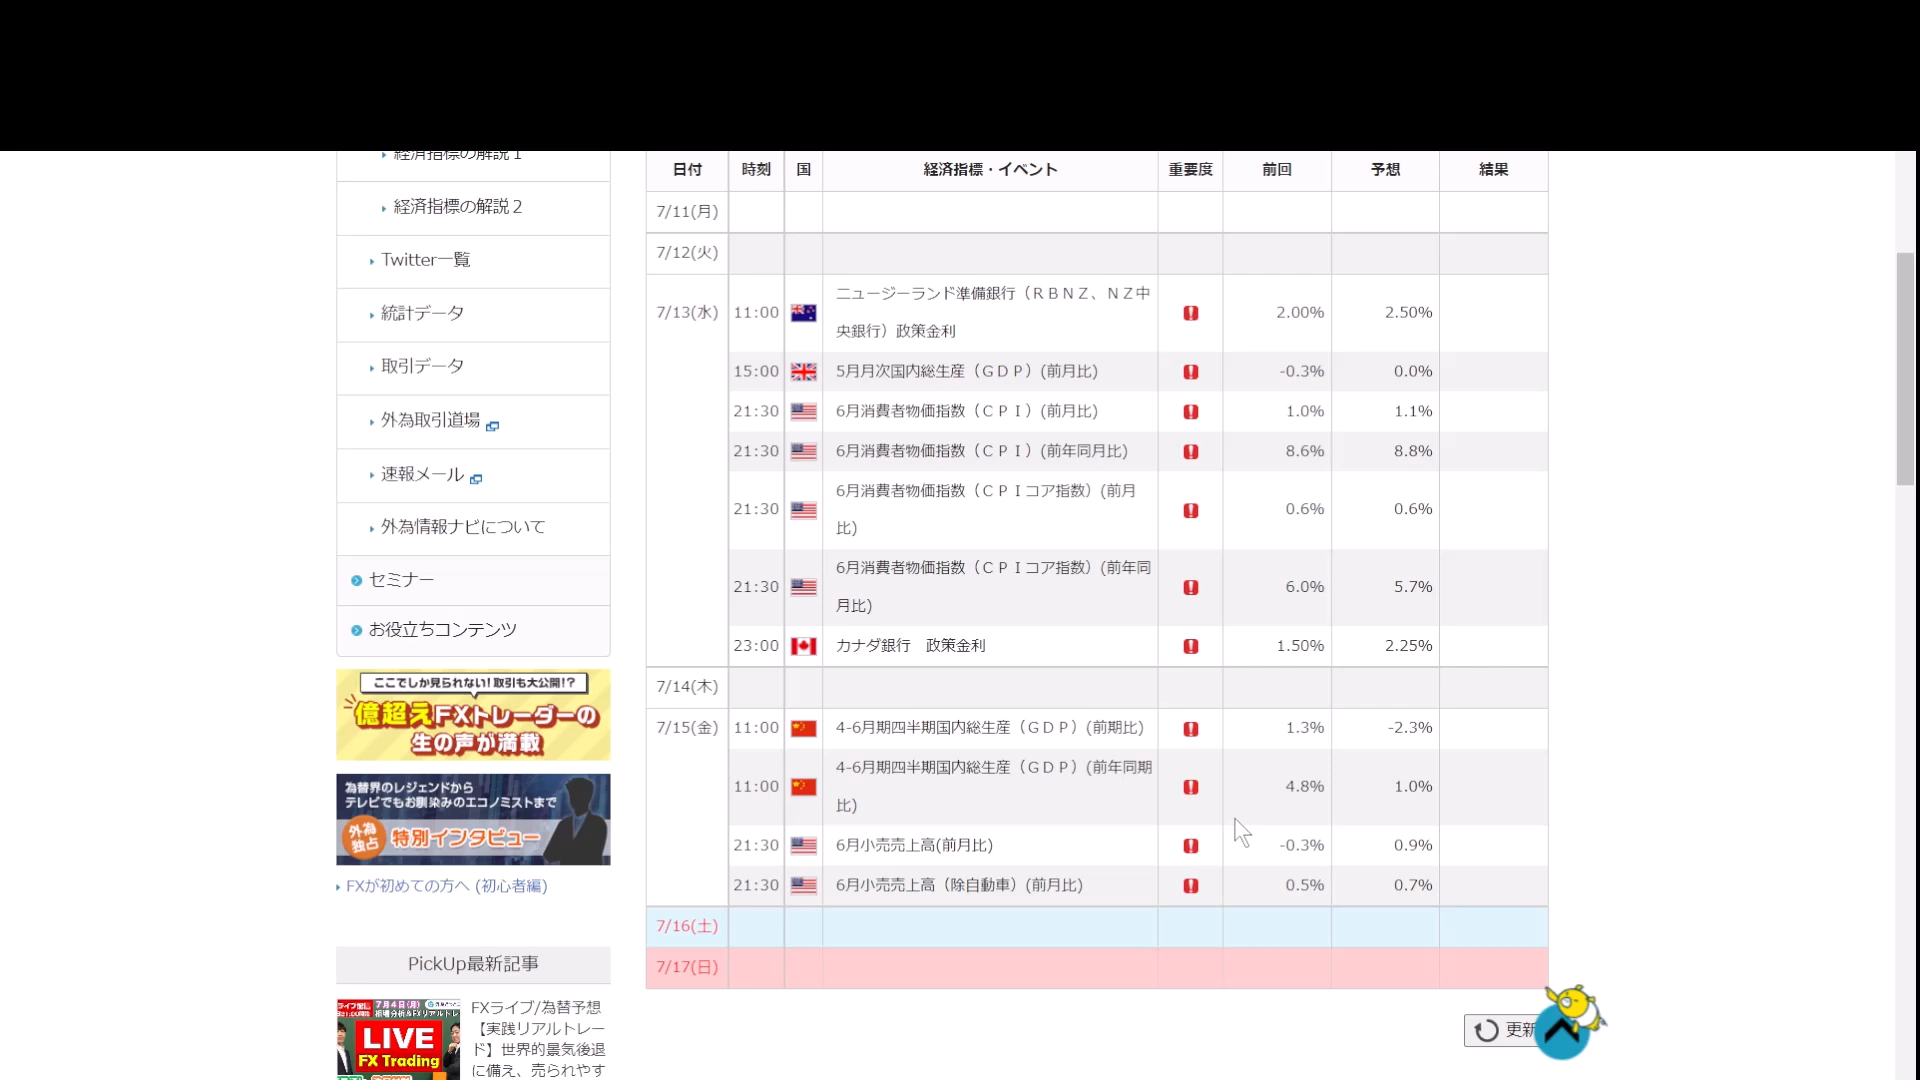 経済指標の解説１
経済指標の解説２
Twitter一覧
統計データ
取引データ
外為取引道場
速報メール
外為情報ナビについて
セミナー
お役立ちコンテンツ
ここでしか見られない!取引も大公開!?
億超えFXトレーダーの
生の声が満載
為替界のレジェンドから
テレビでもお馴染みのエコノミストまで
外為
独占
特別インタビュー
FXが初めての方へ (初心者編)
PickUp最新記事
7月4日(月)
LIVE
FX Trading
FXライブ/為替予想
【実践リアルトレー
ド】世界的景気後退
に備え、売られやす
日付 時刻 国 経済指標・イベント 重要度 前回 予想 結果
7/11(月)
7/12(火)
7/13(水) 11:00 ニュージーランド準備銀行（ＲＢＮＺ、ＮＺ中
央銀行）政策金利 2.00% 2.50%
15:00 5月月次国内総生産（ＧＤＰ）(前月比) -0.3% 0.0%
21:30 6月消費者物価指数（ＣＰＩ）(前月比) 1.0% 1.1%
21:30 6月消費者物価指数（ＣＰＩ）(前年同月比) 8.6% 8.8%
21:30 6月消費者物価指数（ＣＰＩコア指数）(前月
比) 0.6% 0.6%
21:30 6月消費者物価指数（ＣＰＩコア指数）(前年同
月比) 6.0% 5.7%
23:00 カナダ銀行　政策金利 1.50% 2.25%
7/14(木)
7/15(金) 11:00 4-6月期四半期国内総生産（ＧＤＰ）(前期比) 1.3% -2.3%
11:00 4-6月期四半期国内総生産（ＧＤＰ）(前年同期
比) 4.8% 1.0%
21:30 6月小売売上高(前月比) -0.3% 0.9%
21:30 6月小売売上高（除自動車）(前月比) 0.5% 0.7%
7/16(土)
7/17(日)
更新